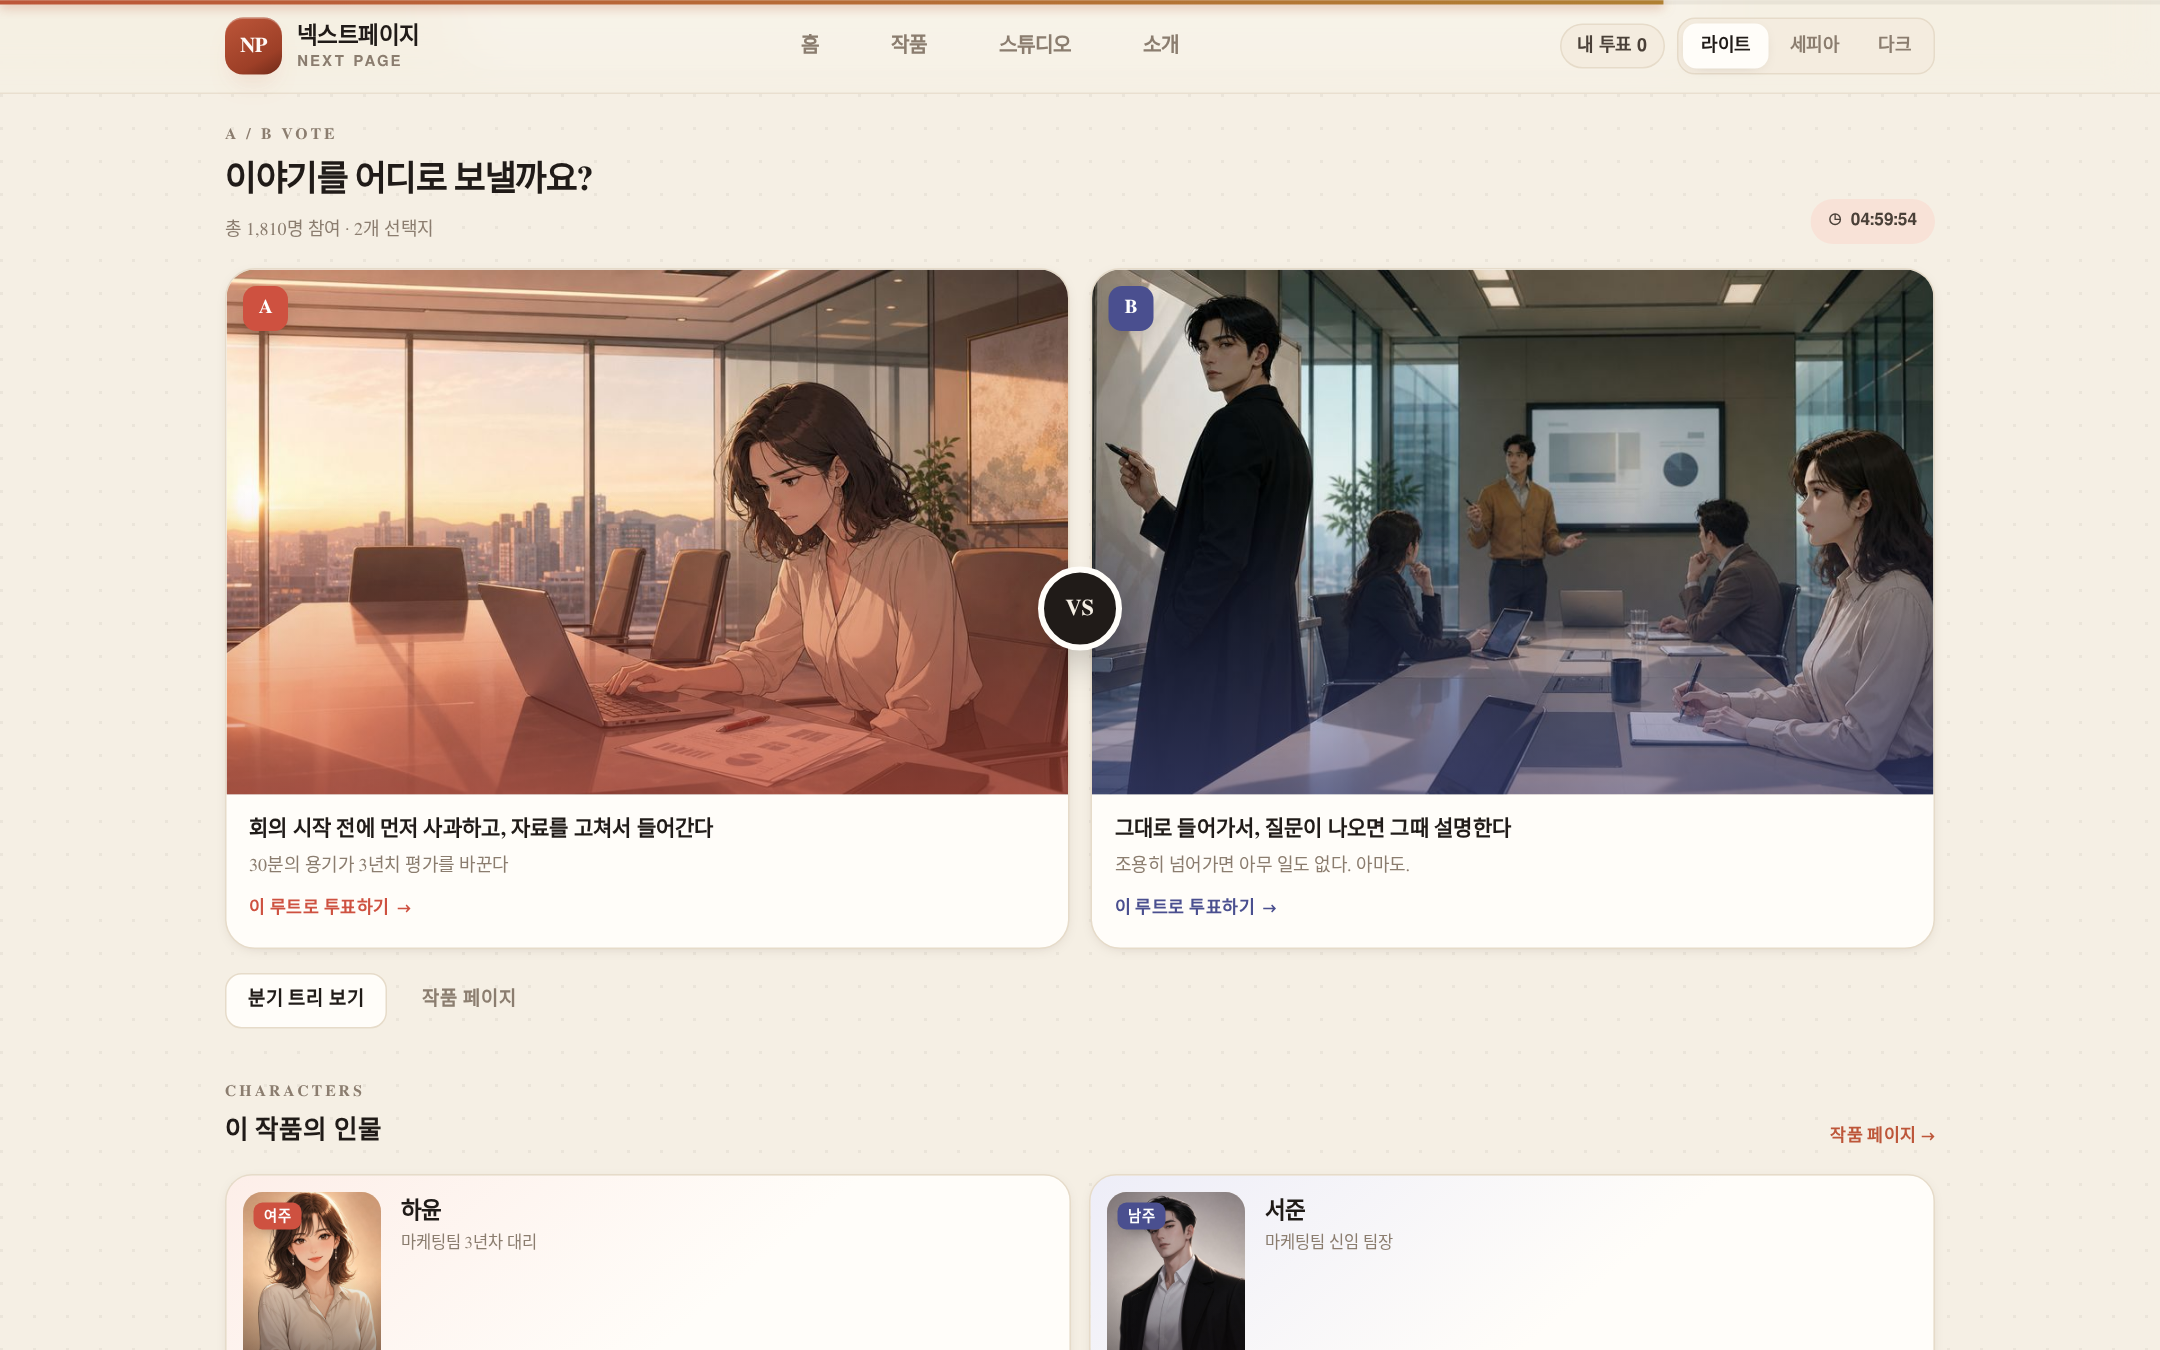 NP
넥스트페이지
NEXT PAGE
홈
작품
스튜디오
소개
내 투표 0
라이트
세피아
다크
A / B VOTE
이야기를 어디로 보낼까요?
총 1,810명 참여 · 2개 선택지
04:59:54
A
B
VS
회의 시작 전에 먼저 사과하고, 자료를 고쳐서 들어간다
30분의 용기가 3년치 평가를 바꾼다
이 루트로 투표하기 →
그대로 들어가서, 질문이 나오면 그때 설명한다
조용히 넘어가면 아무 일도 없다. 아마도.
이 루트로 투표하기 →
분기 트리 보기
작품 페이지
CHARACTERS
이 작품의 인물
작품 페이지 →
여주
하윤
마케팅팀 3년차 대리
남주
서준
마케팅팀 신임 팀장